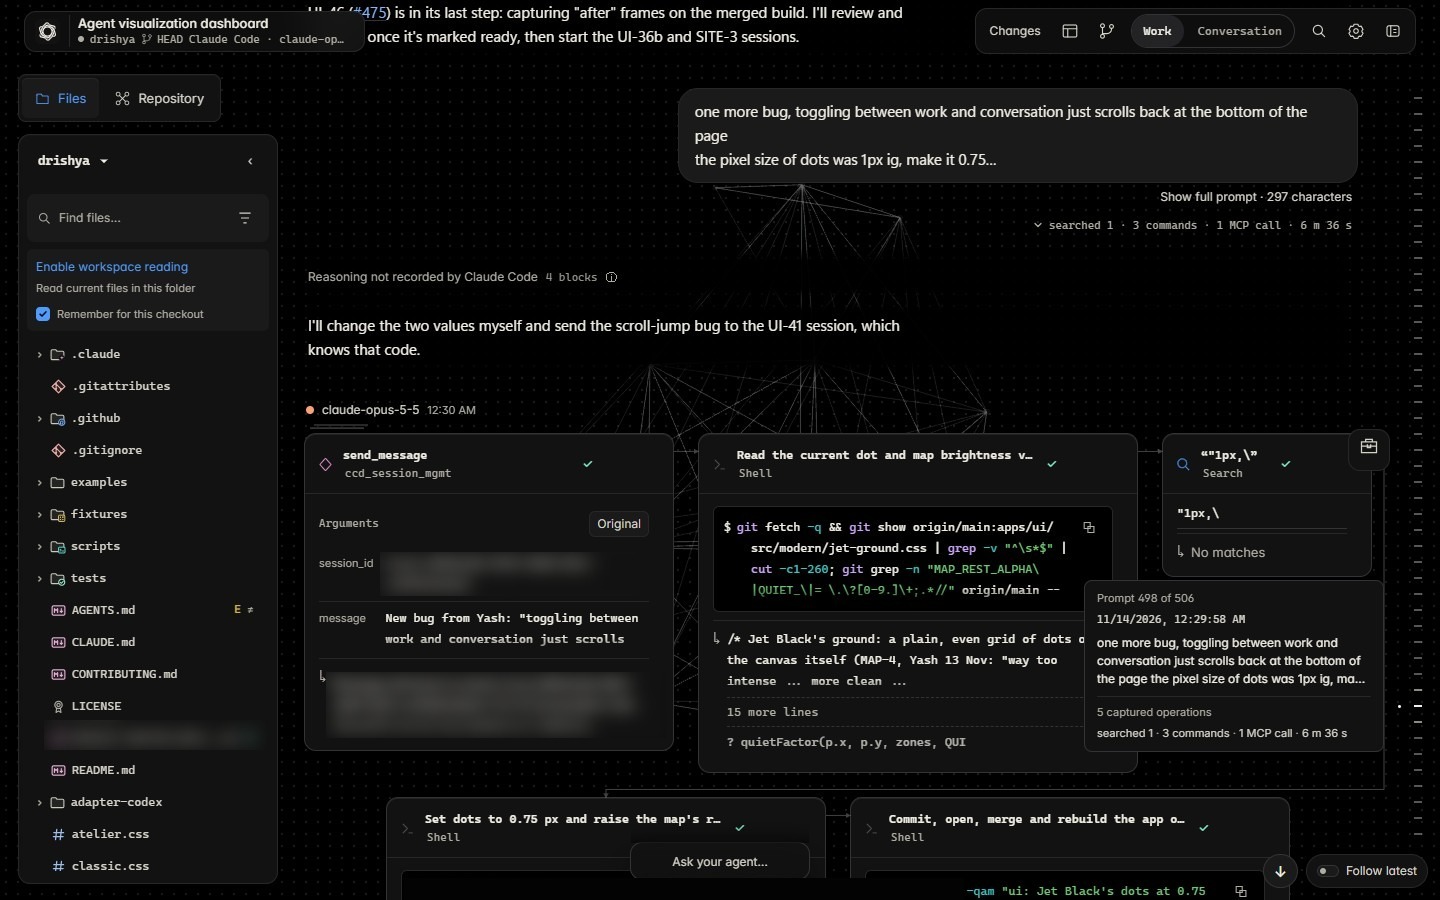 Agent visualization dashboard
drishya HEAD Claude Code · claude-op…
(#475) is in its last step: capturing "after" frames on the merged build. I'll review and
once it's marked ready, then start the UI-36b and SITE-3 sessions.
Changes
Work
Conversation
Files
Repository
drishya
Find files...
Enable workspace reading
Read current files in this folder
Remember for this checkout
.claude
.gitattributes
.github
.gitignore
examples
fixtures
scripts
tests
AGENTS.md E ≠
CLAUDE.md
CONTRIBUTING.md
LICENSE
README.md
adapter-codex
atelier.css
classic.css
one more bug, toggling between work and conversation just scrolls back at the bottom of the
page
the pixel size of dots was 1px ig, make it 0.75...
Show full prompt · 297 characters
searched 1 · 3 commands · 1 MCP call · 6 m 36 s
Reasoning not recorded by Claude Code 4 blocks
I'll change the two values myself and send the scroll-jump bug to the UI-41 session, which
knows that code.
claude-opus-5-5 12:30 AM
send_message
ccd_session_mgmt
Arguments
Original
session_id
message
New bug from Yash: "toggling between
work and conversation just scrolls
↳
Read the current dot and map brightness v…
Shell
$ git fetch -q && git show origin/main:apps/ui/
src/modern/jet-ground.css | grep -v "^\s*$" |
cut -c1-260; git grep -n "MAP_REST_ALPHA\
|QUIET_\|= \.\?[0-9.]\+;.*//" origin/main --
↳ /* Jet Black's ground: a plain, even grid of dots o
the canvas itself (MAP-4, Yash 13 Nov: "way too
intense ... more clean ...
15 more lines
? quietFactor(p.x, p.y, zones, QUI
“"1px,\”
Search
"1px,\
↳ No matches
Prompt 498 of 506
11/14/2026, 12:29:58 AM
one more bug, toggling between work and
conversation just scrolls back at the bottom of
the page the pixel size of dots was 1px ig, ma...
5 captured operations
searched 1 · 3 commands · 1 MCP call · 6 m 36 s
Set dots to 0.75 px and raise the map's r…
Shell
Commit, open, merge and rebuild the app o…
Shell
-qam "ui: Jet Black's dots at 0.75
Ask your agent...
Follow latest